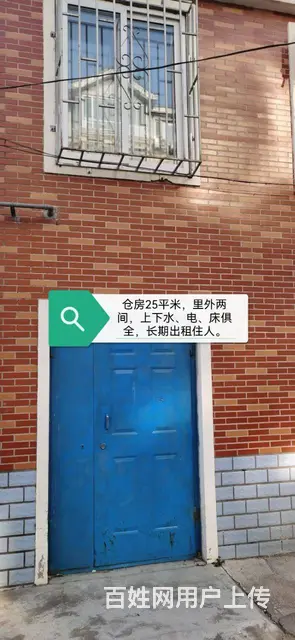 仓房25平米，里外两
间，上下水、电、床俱
全，长期出租住人。
百姓网用户上传